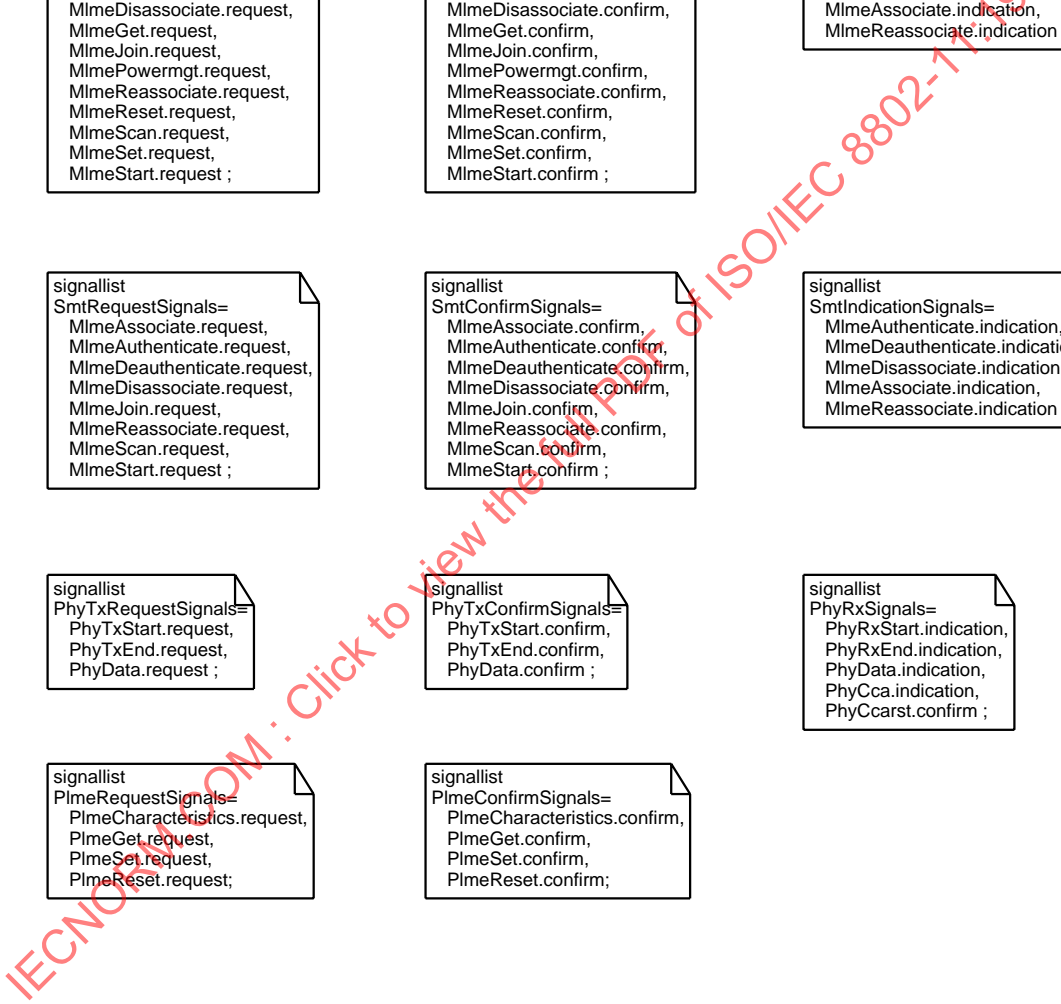 MlmeDisassociate.request,
MlmeGet.request,
MlmeJoin.request,
MlmePowermgt.request,
MlmeReassociate.request,
MlmeReset.request,
MlmeScan.request,
MlmeSet.request,
MlmeStart.request ;
MlmeDisassociate.confirm,
MlmeGet.confirm,
MlmeJoin.confirm,
MlmePowermgt.confirm,
MlmeReassociate.confirm,
MlmeReset.confirm,
MlmeScan.confirm,
MlmeSet.confirm,
MlmeStart.confirm ;
MlmeAssociate.indication,
MlmeReassociate.indication
signallist
SmtRequestSignals=
MlmeAssociate.request,
MlmeAuthenticate.request,
MlmeDeauthenticate.request,
MlmeDisassociate.request,
MlmeJoin.request,
MlmeReassociate.request,
MlmeScan.request,
MlmeStart.request ;
signallist
SmtConfirmSignals=
MlmeAssociate.confirm,
MlmeAuthenticate.confirm,
MlmeDeauthenticate.confirm,
MlmeDisassociate.confirm,
MlmeJoin.confirm,
MlmeReassociate.confirm,
MlmeScan.confirm,
MlmeStart.confirm ;
signallist
SmtIndicationSignals=
MlmeAuthenticate.indication,
MlmeDeauthenticate.indicati
MlmeDisassociate.indication
MlmeAssociate.indication,
MlmeReassociate.indication
signallist
PhyTxRequestSignals=
PhyTxStart.request,
PhyTxEnd.request,
PhyData.request ;
signallist
PhyTxConfirmSignals=
PhyTxStart.confirm,
PhyTxEnd.confirm,
PhyData.confirm ;
signallist
PhyRxSignals=
PhyRxStart.indication,
PhyRxEnd.indication,
PhyData.indication,
PhyCca.indication,
PhyCcarst.confirm ;
signallist
PlmeRequestSignals=
PlmeCharacteristics.request,
PlmeGet.request,
PlmeSet.request,
PlmeReset.request;
signallist
PlmeConfirmSignals=
PlmeCharacteristics.confirm,
PlmeGet.confirm,
PlmeSet.confirm,
PlmeReset.confirm;
IECNORM.COM : Click to view the full PDF of ISO/IEC 8802-11:19